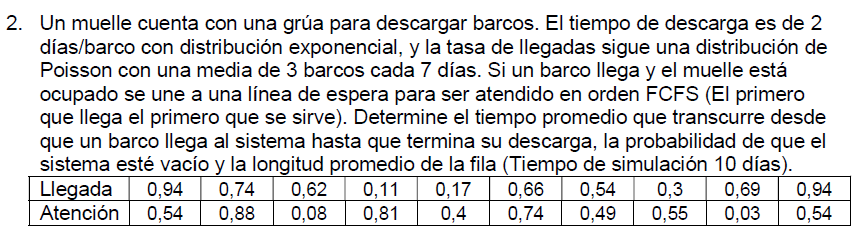 2. Un muelle cuenta con una grúa para descargar barcos. El tiempo de descarga es de 2
días/barco con distribución exponencial, y la tasa de llegadas sigue una distribución de
Poisson con una media de 3 barcos cada 7 días. Si un barco llega y el muelle está
ocupado se une a una línea de espera para ser atendido en orden FCFS (El primero
que llega el primero que se sirve). Determine el tiempo promedio que transcurre desde
que un barco llega al sistema hasta que termina su descarga, la probabilidad de que el
sistema esté vacío y la longitud promedio de la fila (Tiempo de simulación 10 días).
Llegada 0,94 0,74 0,62 0,11 0,17 0,66 0,54 0,3 0,69 0,94
Atención 0,54 0,88 0,08 0,81 0,4 0,74 0,49 0,55 0,03 0,54